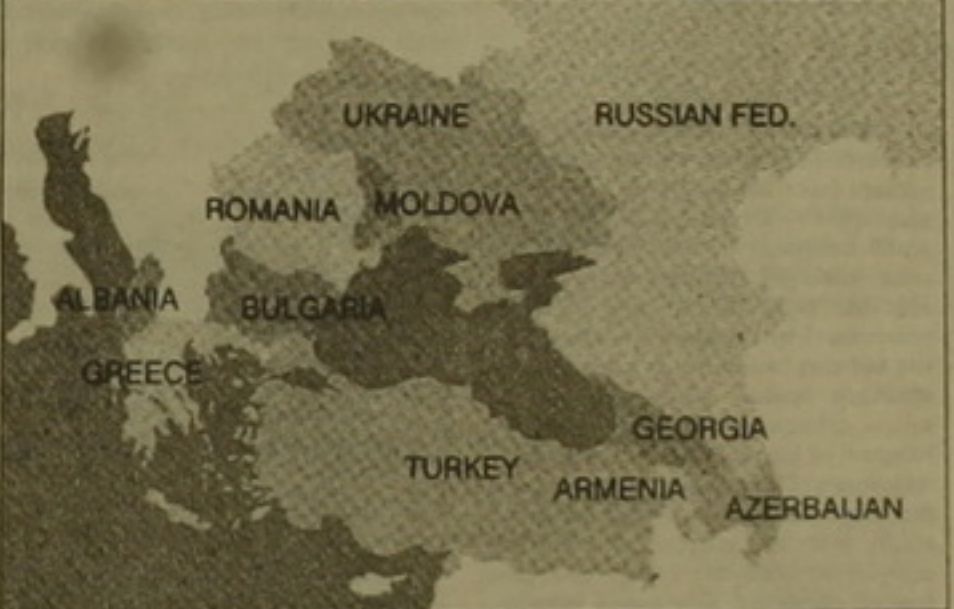 UKRAINE
RUSSIAN FED.
ROMANIA
MOLDOVA
ALBANIA
BULGARIA
GREECE
GEORGIA
TURKEY
ARMENIA
AZERBAIJAN